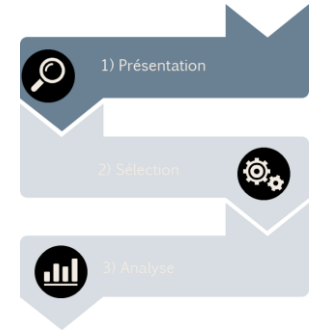 1) Présentation
2) Sélection
3) Analyse